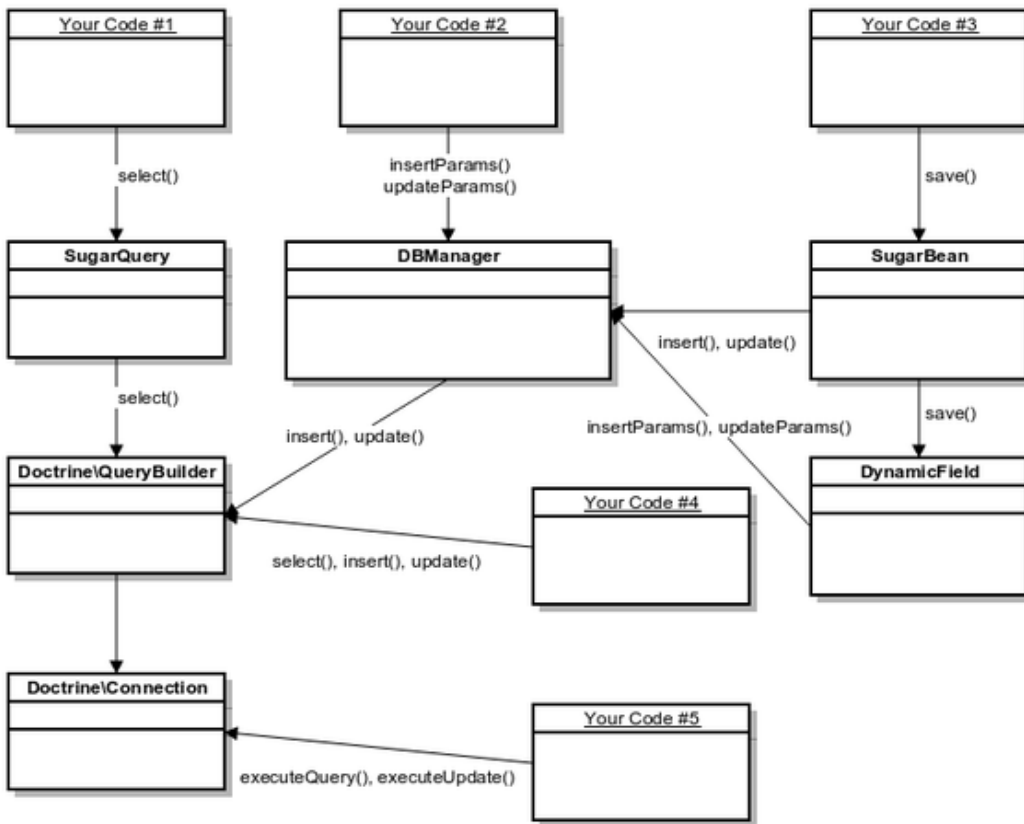 Your Code #1
Your Code #2
Your Code #3
select()
insertParams()
updateParams()
save()
SugarQuery
DBManager
SugarBean
insert(), update()
select()
save()
insertParams(), updateParams()
insert(), update()
Doctrine\QueryBuilder
DynamicField
Your Code #4
select(), insert(), update()
Doctrine\Connection
Your Code #5
executeQuery(), executeUpdate()